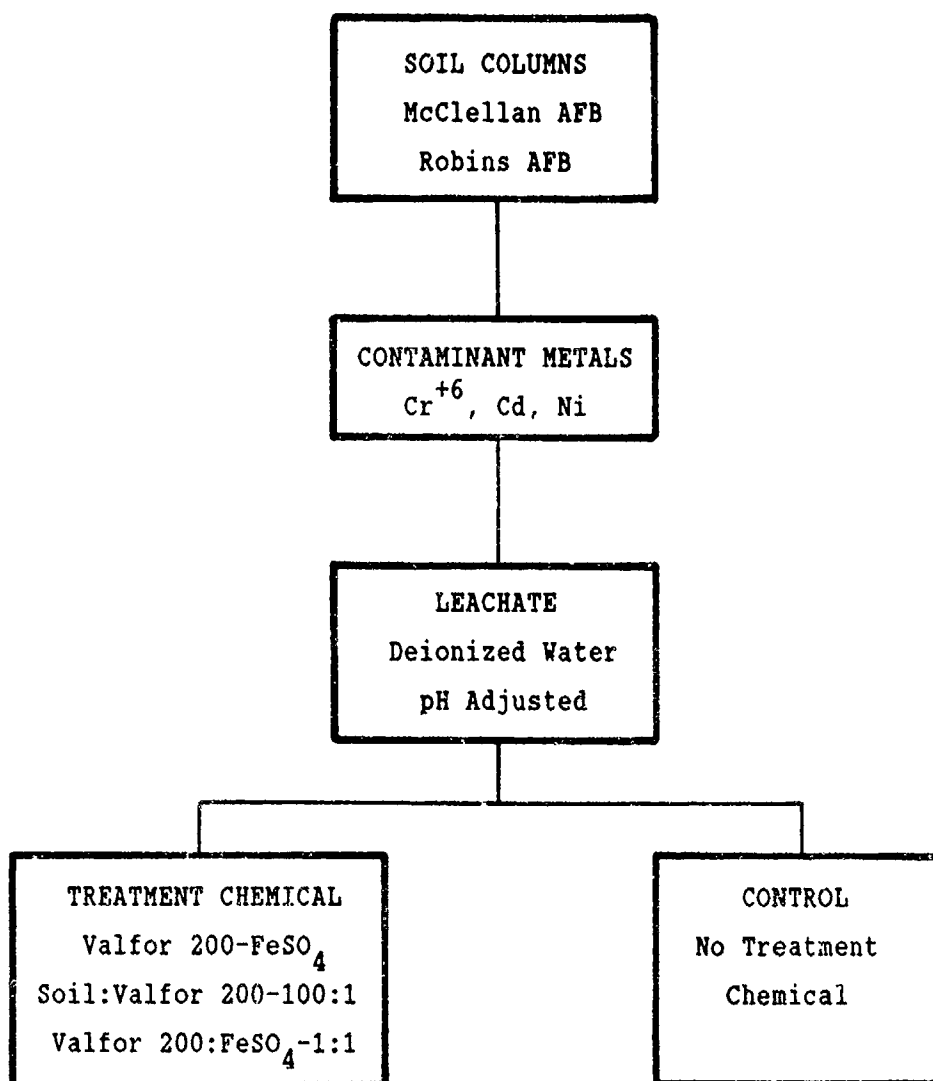 SOIL COLUMNS
McClellan AFB
Robins AFB
CONTAMINANT METALS
Cr+6, Cd, Ni
LEACHATE
Deionized Water
pH Adjusted
TREATMENT CHEMICAL
Valfor 200-FeSO4
Soil:Valfor 200-100:1
Valfor 200:FeSO4-1:1
CONTROL
No Treatment
Chemical